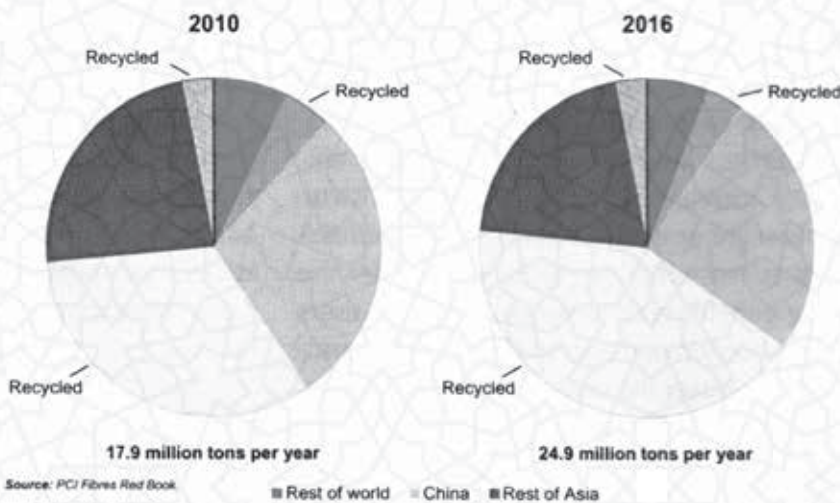 2010
2016
Recycled
Recycled
Recycled
Recycled
Recycled
Recycled
17.9 million tons per year
24.9 million tons per year
Source: PCI Fibres Red Book.
Rest of world China Rest of Asia